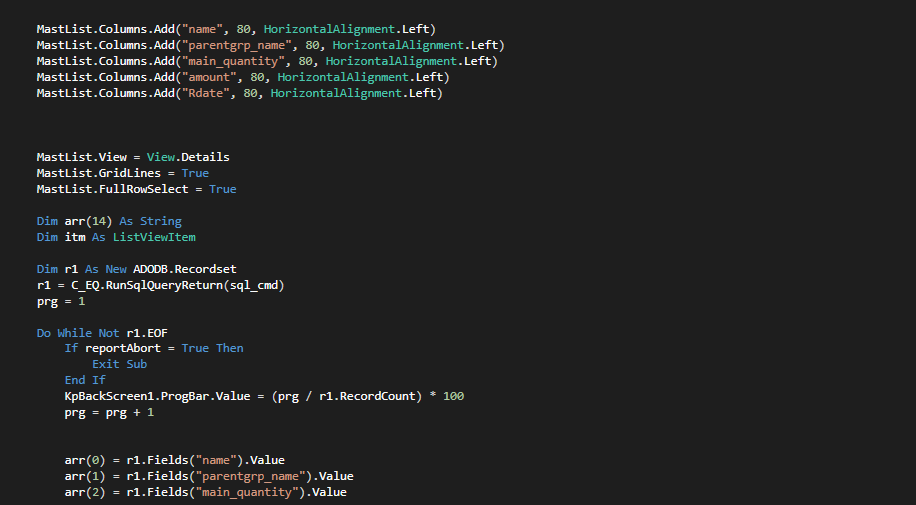 MastList.Columns.Add("name", 80, HorizontalAlignment.Left)
MastList.Columns.Add("parentgrp_name", 80, HorizontalAlignment.Left)
MastList.Columns.Add("main_quantity", 80, HorizontalAlignment.Left)
MastList.Columns.Add("amount", 80, HorizontalAlignment.Left)
MastList.Columns.Add("Rdate", 80, HorizontalAlignment.Left)
MastList.View = View.Details
MastList.GridLines = True
MastList.FullRowSelect = True
Dim arr(14) As String
Dim itm As ListViewItem
Dim r1 As New ADODB.Recordset
r1 = C_EQ.RunSqlQueryReturn(sql_cmd)
prg = 1
Do While Not r1.EOF
If reportAbort = True Then
Exit Sub
End If
KpBackScreen1.ProgBar.Value = (prg / r1.RecordCount) * 100
prg = prg + 1
arr(0) = r1.Fields("name").Value
arr(1) = r1.Fields("parentgrp_name").Value
arr(2) = r1.Fields("main_quantity").Value